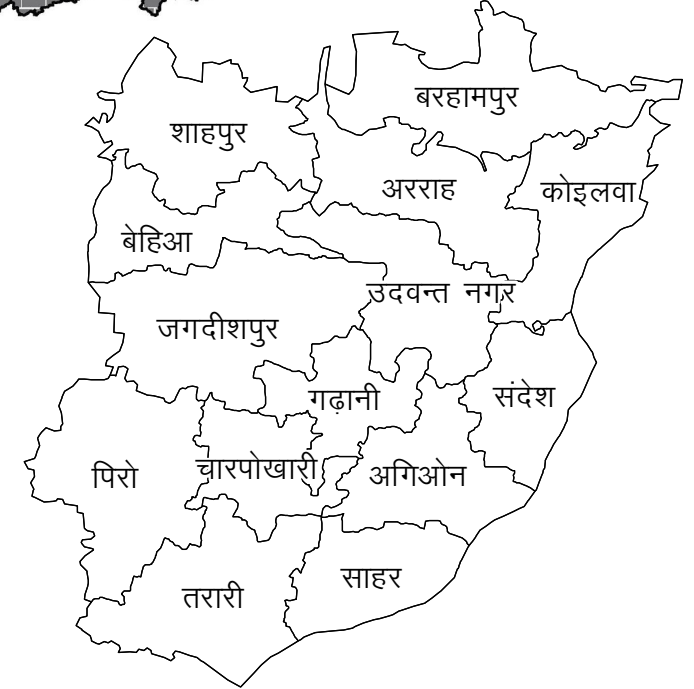 बरहामपुर
शाहपुर
अरराह
कोइलवा
बेहिआ
उदवन्त नगर
जगदीशपुर
गढ़ानी
संदेश
चारपोखारी
अगिओन
पिरो
साहर
तरारी